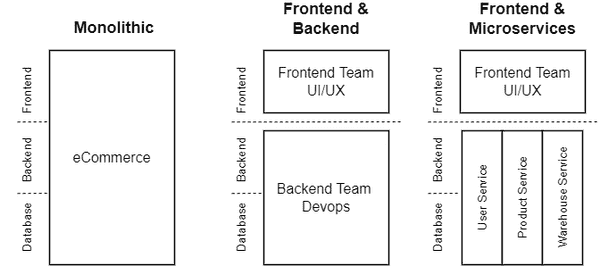 Monolithic
Frontend
Backend
Database
eCommerce
Frontend &
Backend
Frontend
Backend
Database
Frontend Team
UI/UX
Backend Team
Devops
Frontend &
Microservices
Frontend
Backend
Database
Frontend Team
UI/UX
User Service
Product Service
Warehouse Service